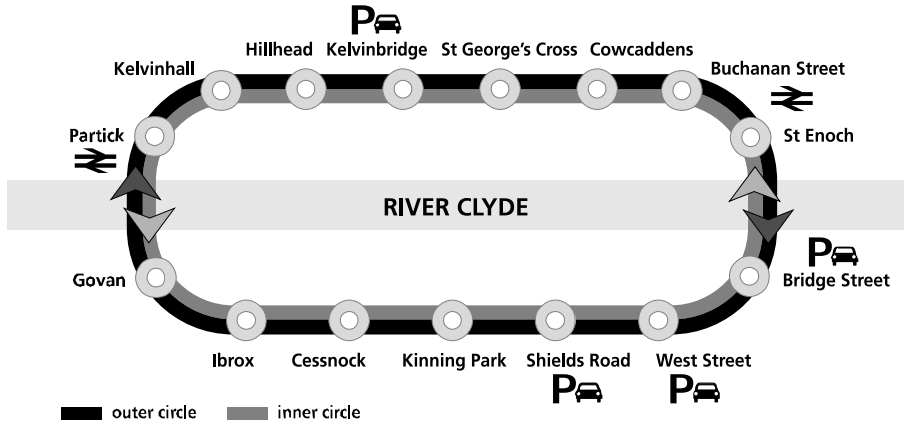 P
Hillhead Kelvinbridge St George's Cross Cowcaddens
Kelvinhall
Buchanan Street
Partick
St Enoch
RIVER CLYDE
P
Govan
Bridge Street
Ibrox Cessnock Kinning Park Shields Road West Street
P P
outer circle inner circle